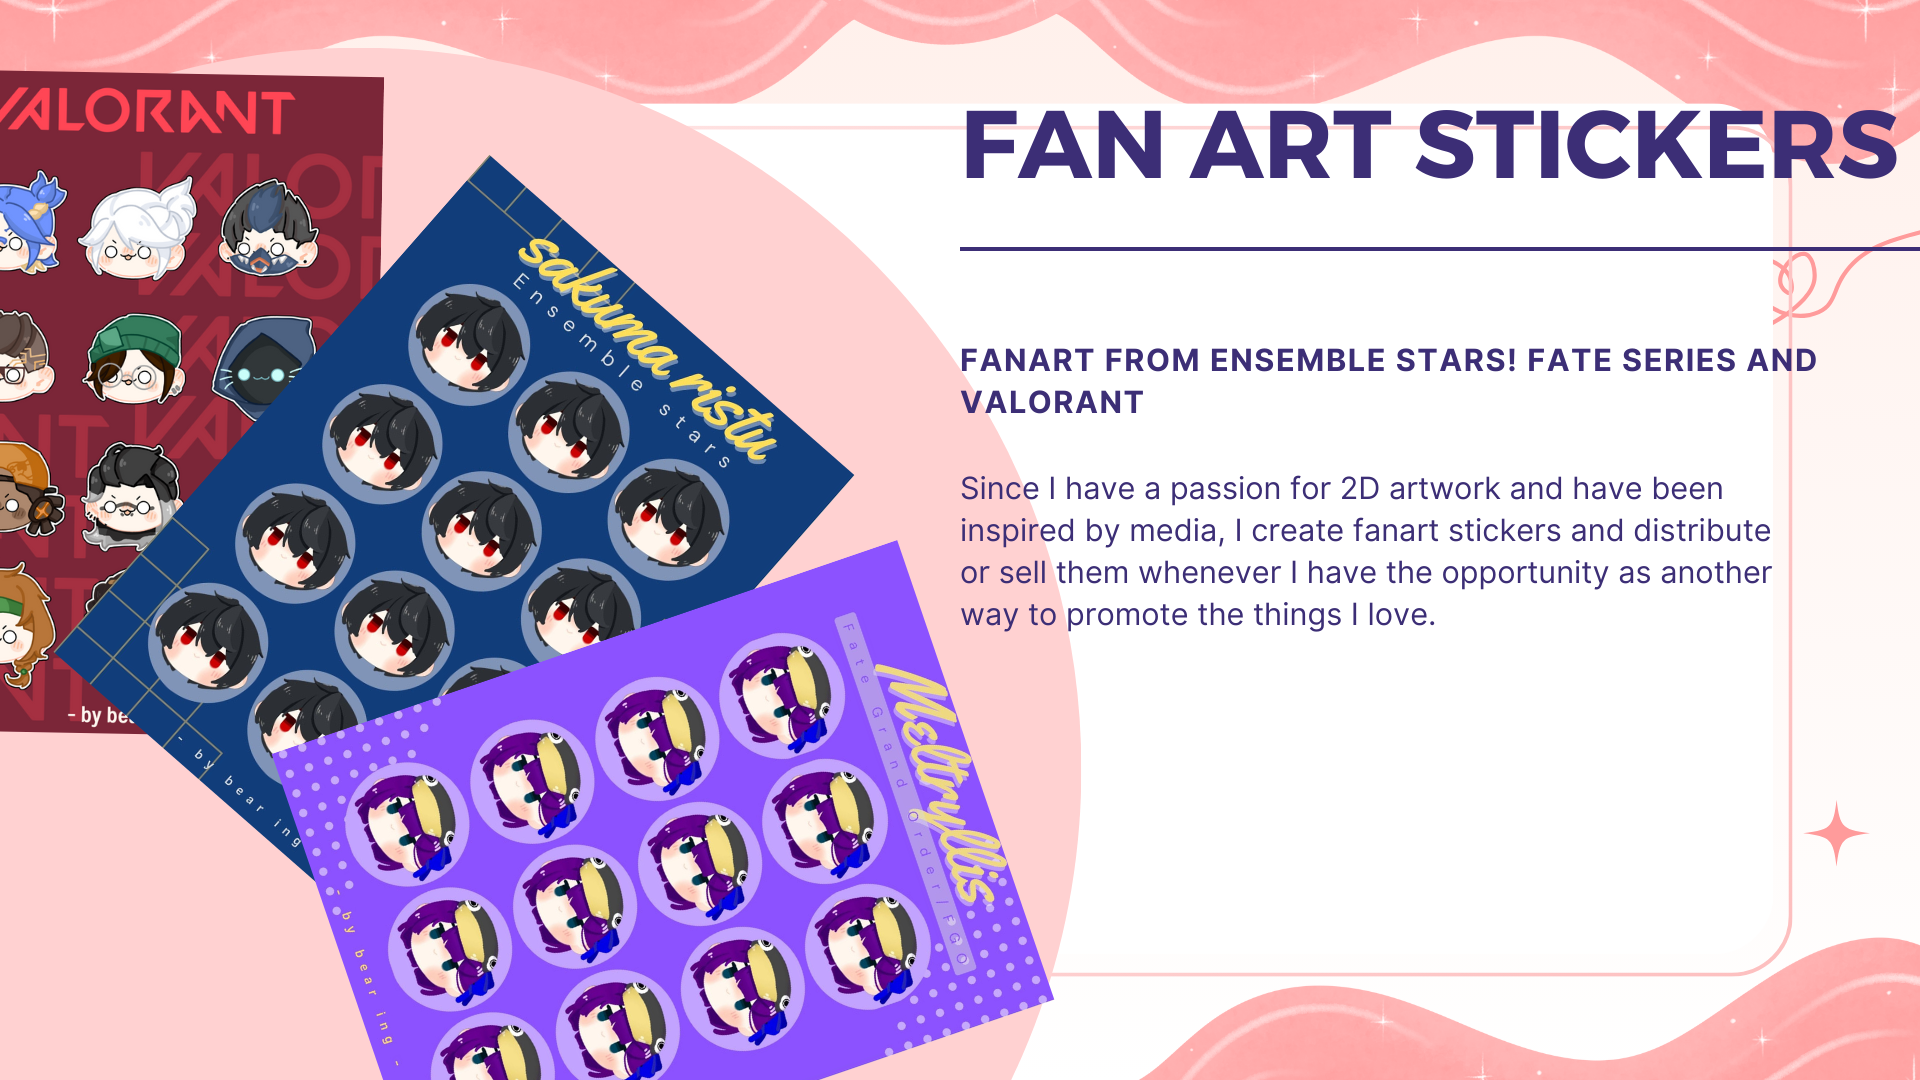 FAN ART STICKERS
FANART FROM ENSEMBLE STARS! FATE SERIES AND
VALORANT
Since I have a passion for 2D artwork and have been
inspired by media, I create fanart stickers and distribute
or sell them whenever I have the opportunity as another
way to promote the things I love.
VALORANT
- by
sakuma ristu
Ensemble stars
- by bear ing
Meltryllis
Fate Grand Order/FGO
- by bear ing -